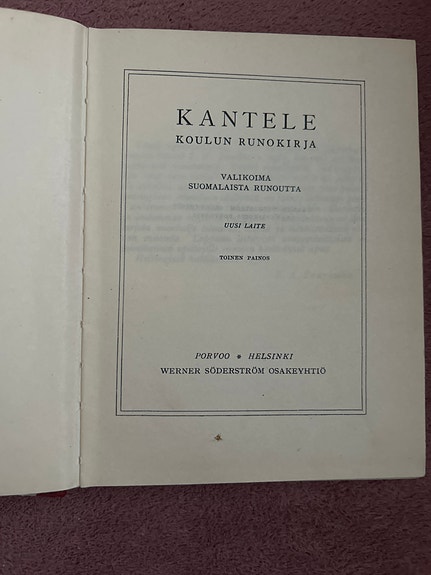 KANTELE
KOULUN RUNOKIRJA
VALIKOIMA
SUOMALAISTA RUNOUTTA
UUSI LAITE
TOINEN PAINOS
PORVOO * HELSINKI
WERNER SÖDERSTRÖM OSAKEYHTIÖ